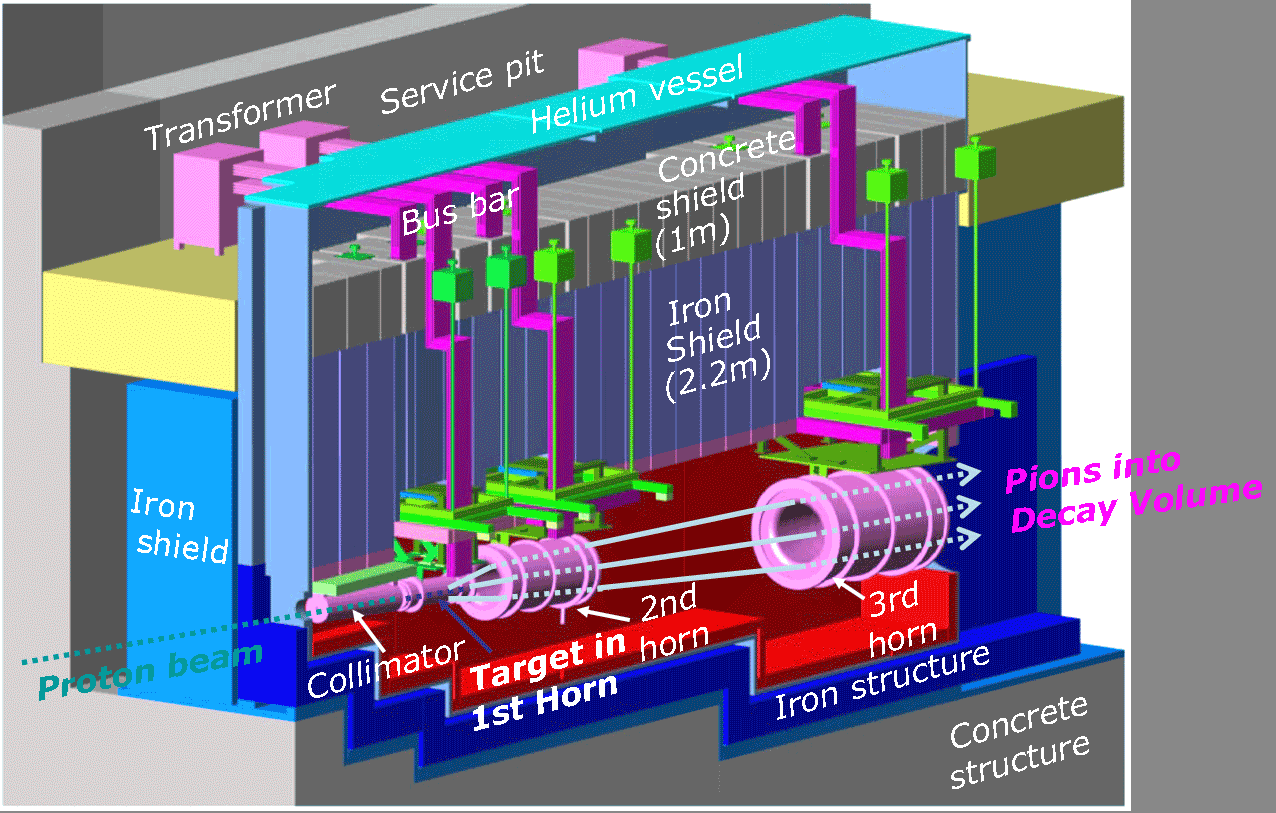 Transformer
Service pit
Helium vessel
Concrete
shield
(1m)
Bus bar
Iron
Shield
(2.2m)
Iron
shield
Pions into
Decay Volume
Proton beam
Collimator
Target in
1st Horn
2nd
horn
3rd
horn
Iron structure
Concrete
structure